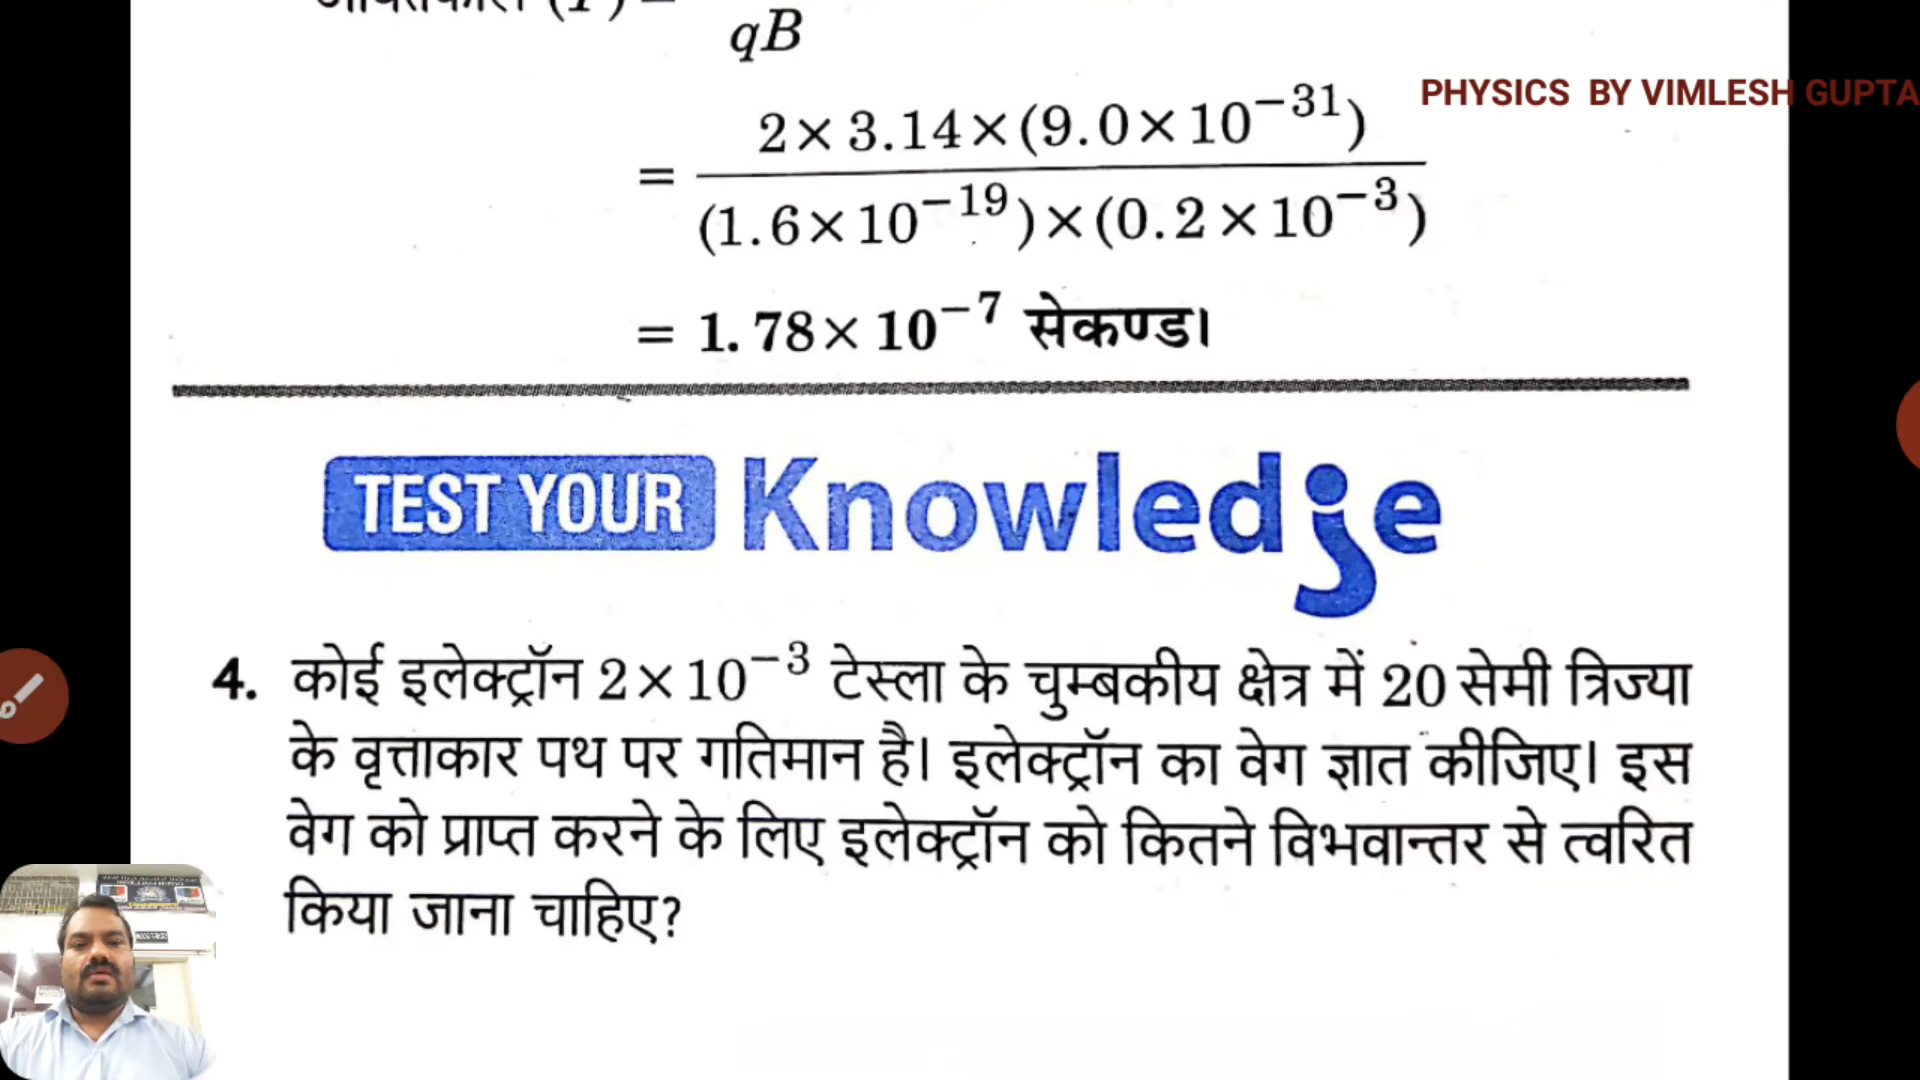 (T) =
qB
PHYSICS BY VIMLESH GUPTA
= 2×3.14×(9.0×10⁻³¹)
(1.6×10⁻¹⁹)×(0.2×10⁻³)
= 1.78×10⁻⁷ सेकण्ड।
TEST YOUR Knowledge
4. कोई इलेक्ट्रॉन 2×10⁻³ टेस्ला के चुम्बकीय क्षेत्र में 20 सेमी त्रिज्या
के वृत्ताकार पथ पर गतिमान है। इलेक्ट्रॉन का वेग ज्ञात कीजिए। इस
वेग को प्राप्त करने के लिए इलेक्ट्रॉन को कितने विभवान्तर से त्वरित
किया जाना चाहिए?